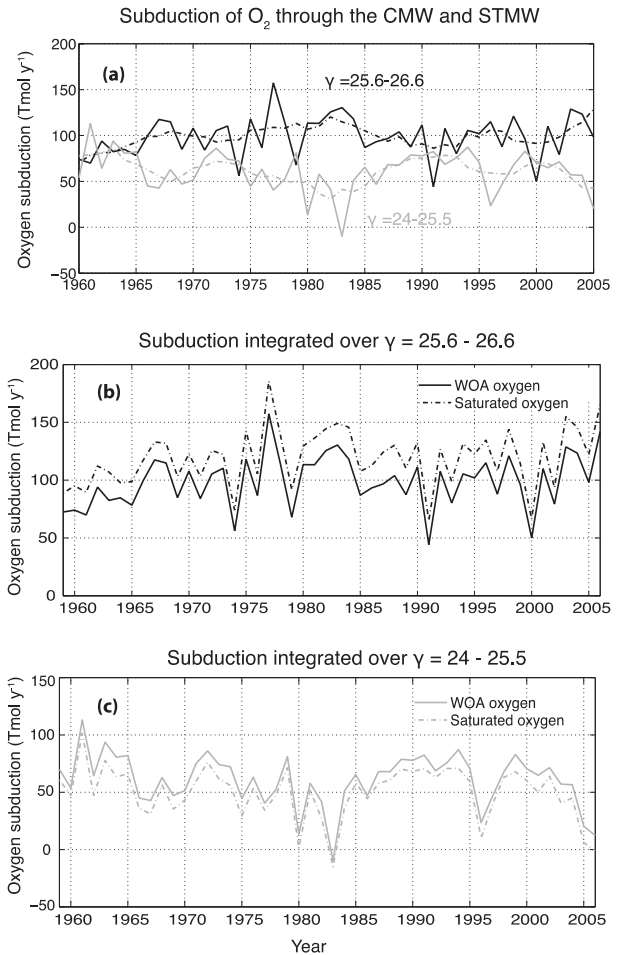 Subduction of O2 through the CMW and STMW
Oxygen subduction (Tmol y-1)
200
150
100
50
0
−50
(a)
γ =25.6-26.6
γ =24-25.5
1960 1965 1970 1975 1980 1985 1990 1995 2000 2005
Subduction integrated over γ = 25.6 - 26.6
Oxygen subduction (Tmol y-1)
200
150
100
50
0
(b)
WOA oxygen
Saturated oxygen
1960 1965 1970 1975 1980 1985 1990 1995 2000 2005
Subduction integrated over γ = 24 - 25.5
Oxygen subduction (Tmol y-1)
150
100
50
0
−50
(c)
WOA oxygen
Saturated oxygen
1960 1965 1970 1975 1980 1985 1990 1995 2000 2005
Year